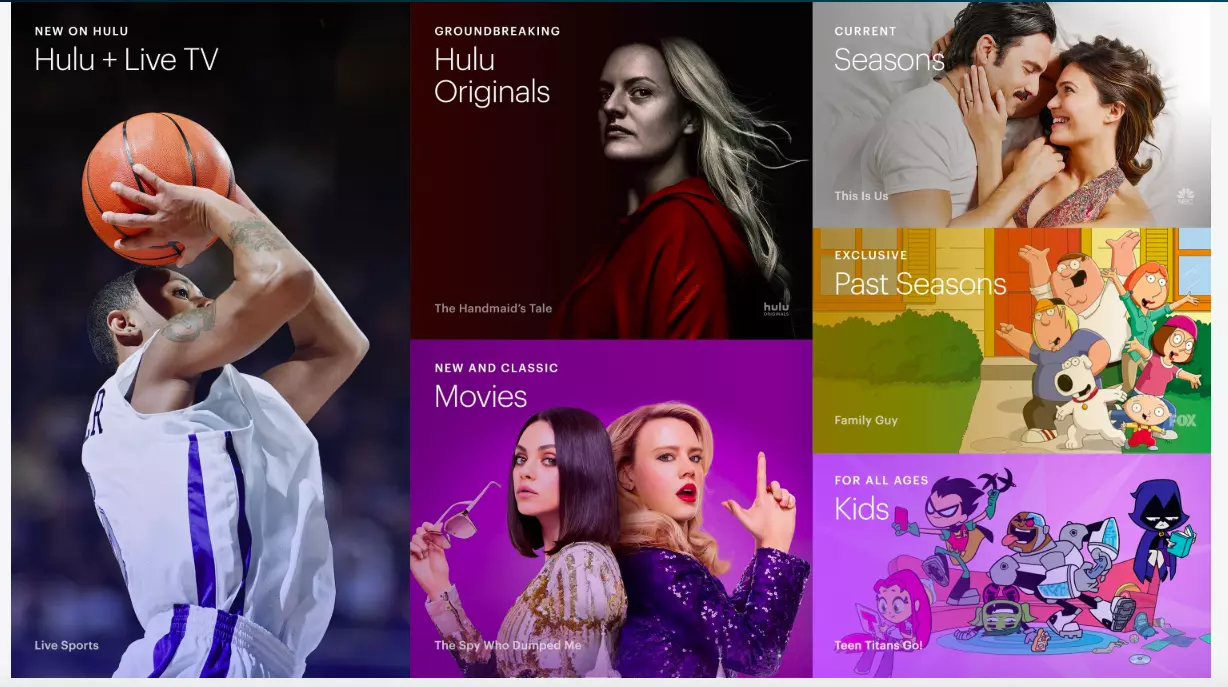 NEW ON HULU
Hulu + Live TV
Live Sports
GROUNDBREAKING
Hulu
Originals
The Handmaid's Tale
hulu
ORIGINALS
NEW AND CLASSIC
Movies
The Spy Who Dumped Me
CURRENT
Seasons
This Is Us
NBC
EXCLUSIVE
Past Seasons
Family Guy
FOX
FOR ALL AGES
Kids
Teen Titans Go!